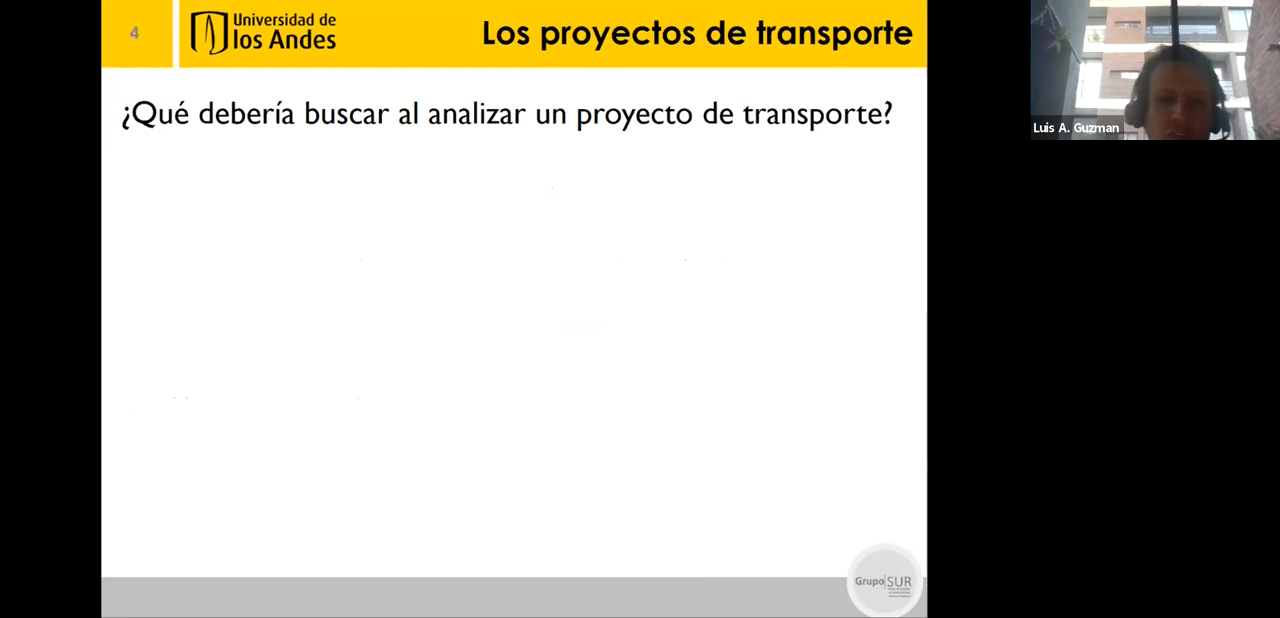 4
Universidad de
los Andes
Los proyectos de transporte
¿Qué debería buscar al analizar un proyecto de transporte?
Luis A. Guzman
Grupo|SUR